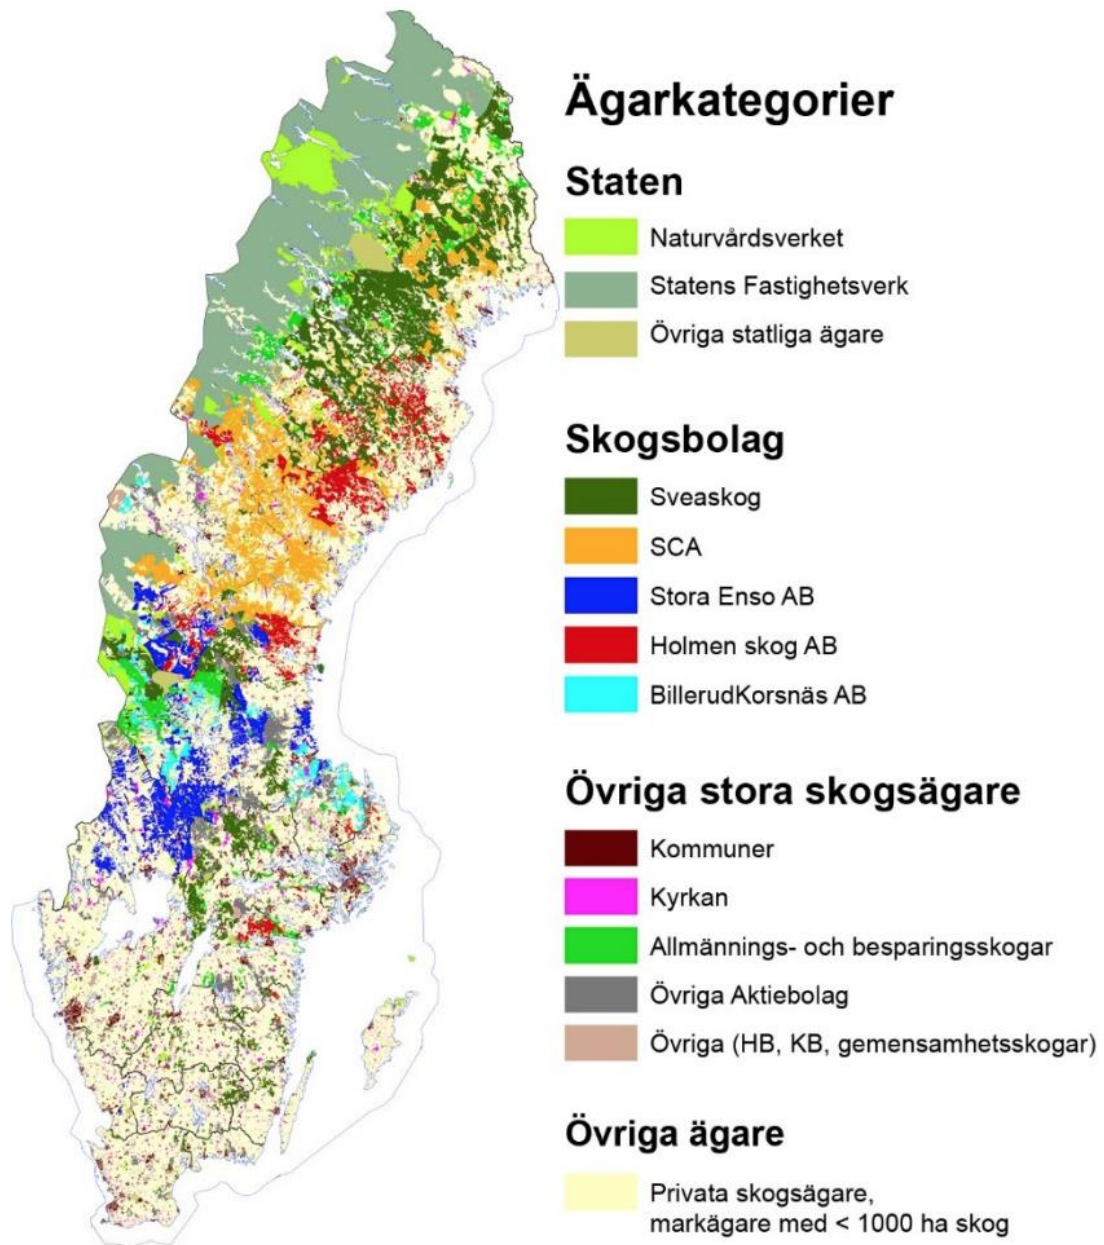 Ägarkategorier
Staten
Naturvårdsverket
Statens Fastighetsverk
Övriga statliga ägare
Skogsbolag
Sveaskog
SCA
Stora Enso AB
Holmen skog AB
BillerudKorsnäs AB
Övriga stora skogsägare
Kommuner
Kyrkan
Allmännings- och besparingsskogar
Övriga Aktiebolag
Övriga (HB, KB, gemensamhetsskogar)
Övriga ägare
Privata skogsägare,
markägare med < 1000 ha skog